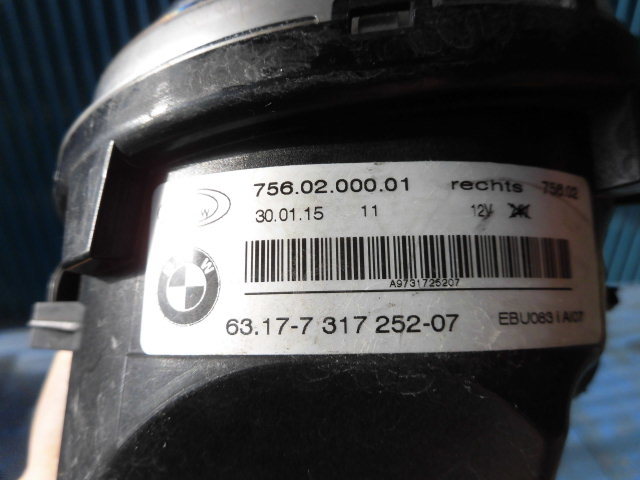 756.02.000.01 rechts 756.02
30.01.15 11 12V
A9731725207
63.17-7 317 252-07 EBU063 I AI07